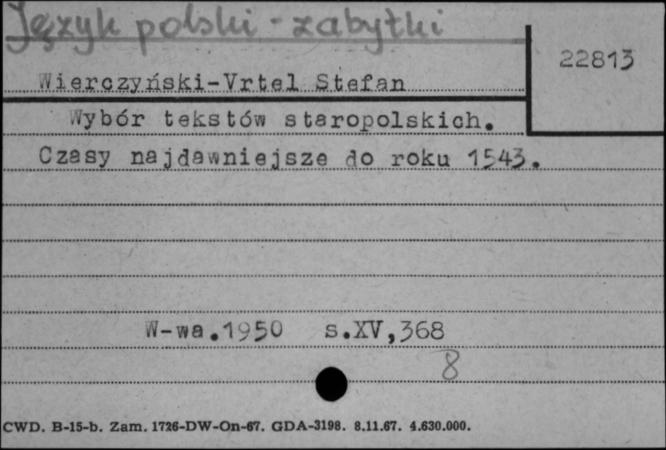 Język polski - zabytki
22813
Wierczyński-Vrtel Stefan
Wybór tekstów staropolskich.
Czasy najdawniejsze do roku 1543.
W-wa.1950 s.XV,368
8
CWD. B-15-b. Zam. 1726-DW-On-67. GDA-3198. 8.11.67. 4.630.000.